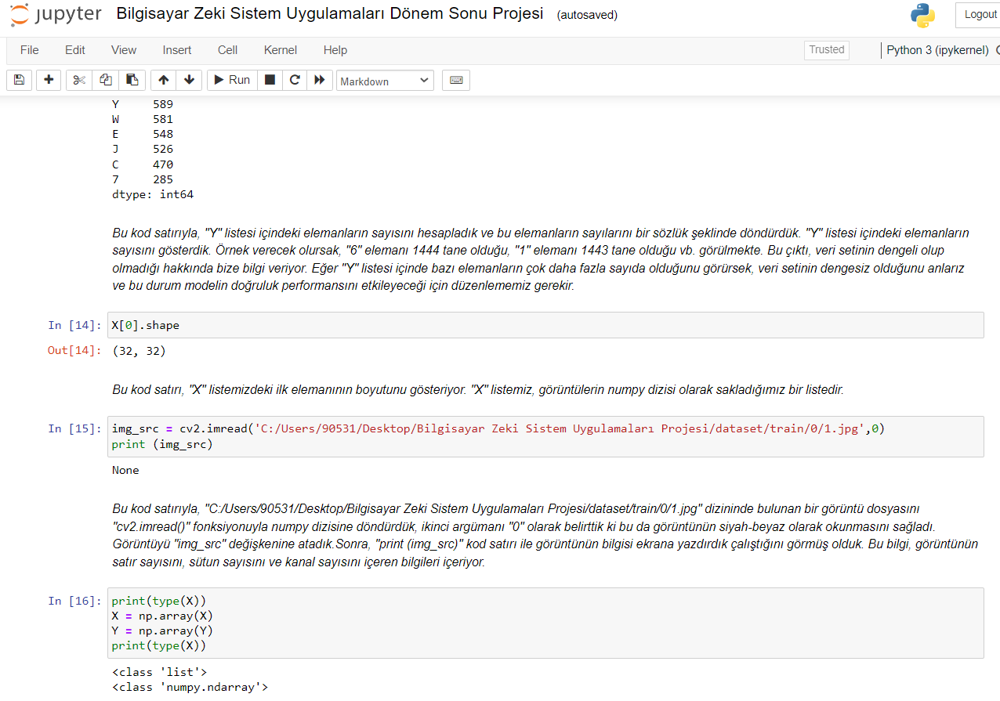 jupyter Bilgisayar Zeki Sistem Uygulamaları Dönem Sonu Projesi (autosaved) Logout
File Edit View Insert Cell Kernel Help Trusted Python 3 (ipykernel)
Run Markdown
Y 589
W 581
E 548
J 526
C 470
7 285
dtype: int64
Bu kod satırıyla, "Y" listesi içindeki elemanların sayısını hesapladık ve bu elemanların sayılarını bir sözlük şeklinde döndürdük. "Y" listesi içindeki elemanların
sayısını gösterdik. Örnek verecek olursak, "6" elemanı 1444 tane olduğu, "1" elemanı 1443 tane olduğu vb. görülmekte. Bu çıktı, veri setinin dengeli olup
olmadığı hakkında bize bilgi veriyor. Eğer "Y" listesi içinde bazı elemanların çok daha fazla sayıda olduğunu görürsek, veri setinin dengesiz olduğunu anlarız
ve bu durum modelin doğruluk performansını etkileyeceği için düzenlememiz gerekir.
In [14]: X[0].shape
Out[14]: (32, 32)
Bu kod satırı, "X" listemizdeki ilk elemanının boyutunu gösteriyor. "X" listemiz, görüntülerin numpy dizisi olarak sakladığımız bir listedir.
In [15]: img_src = cv2.imread('C:/Users/90531/Desktop/Bilgisayar Zeki Sistem Uygulamaları Projesi/dataset/train/0/1.jpg',0)
print (img_src)
None
Bu kod satırıyla, "C:/Users/90531/Desktop/Bilgisayar Zeki Sistem Uygulamaları Projesi/dataset/train/0/1.jpg" dizininde bulunan bir görüntü dosyasını
"cv2.imread()" fonksiyonuyla numpy dizisine döndürdük, ikinci argümanı "0" olarak belirttik ki bu da görüntünün siyah-beyaz olarak okunmasını sağladı.
Görüntüyü "img_src" değişkenine atadık.Sonra, "print (img_src)" kod satırı ile görüntünün bilgisi ekrana yazdırdık çalıştığını görmüş olduk. Bu bilgi, görüntünün
satır sayısını, sütun sayısını ve kanal sayısını içeren bilgileri içeriyor.
In [16]: print(type(X))
X = np.array(X)
Y = np.array(Y)
print(type(X))
<class 'list'>
<class 'numpy.ndarray'>